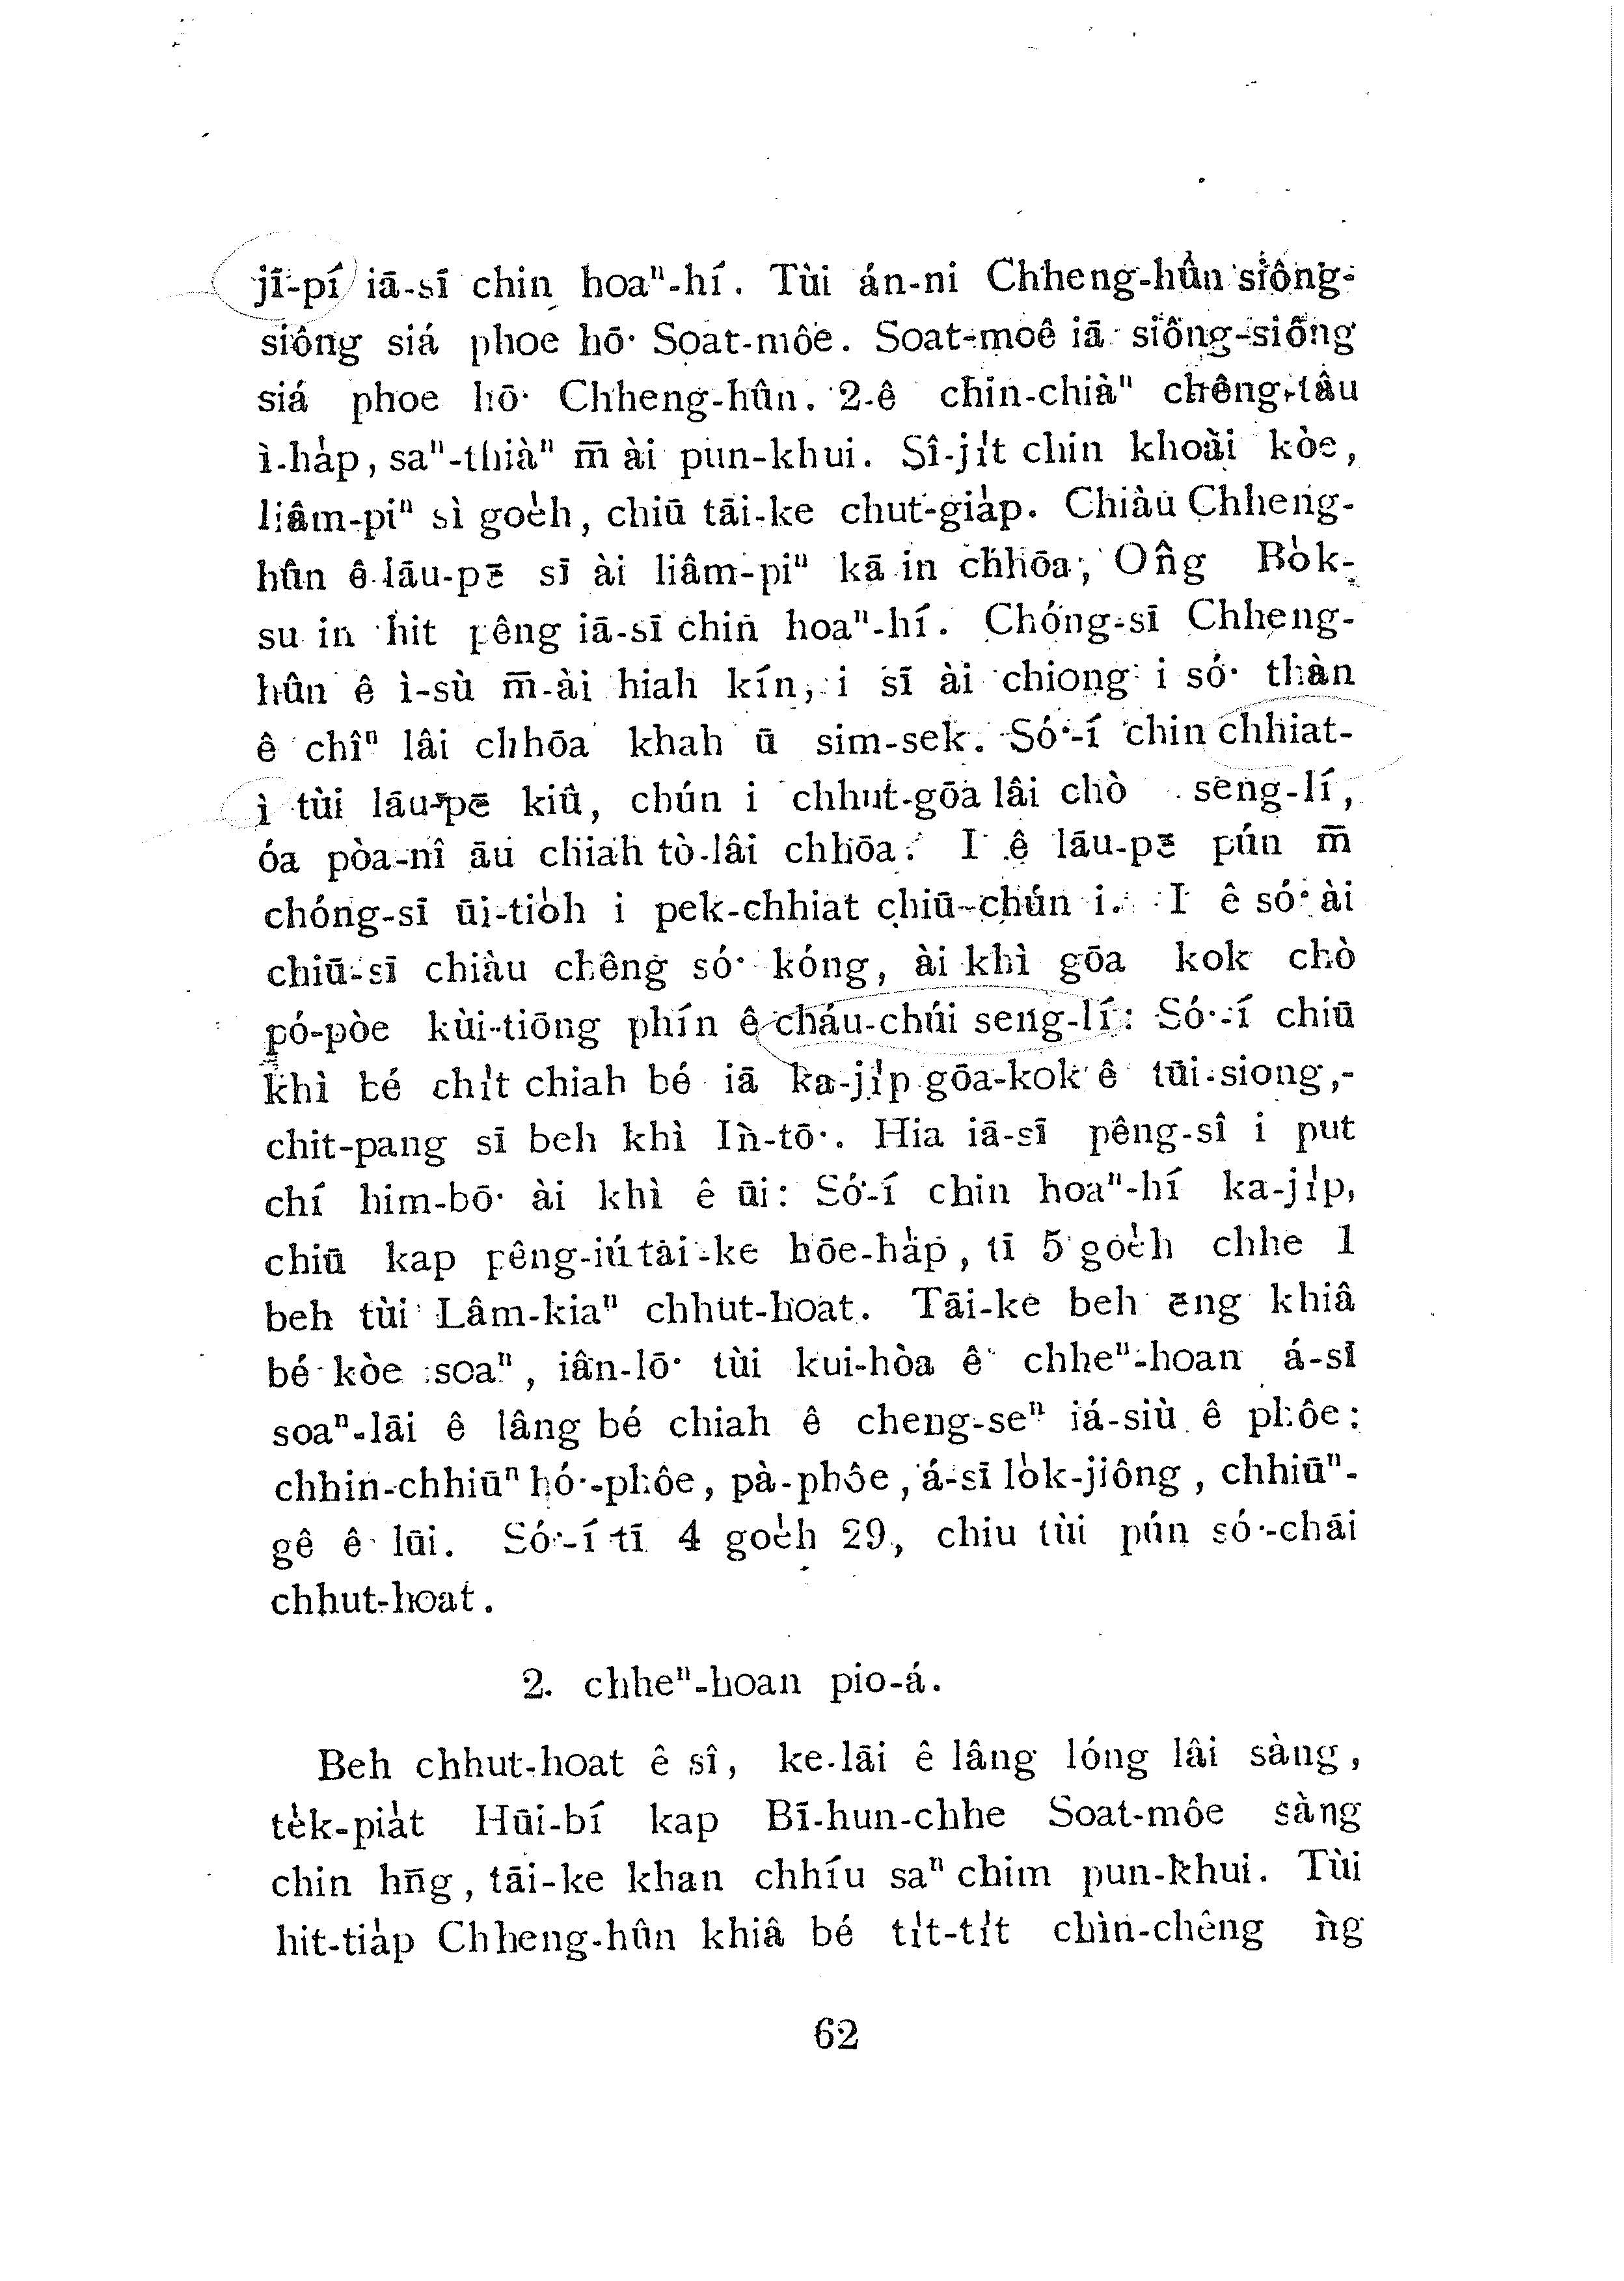 jī-pí iā-sī chin hoaⁿ-hí. Tùi án-ni Chheng-hûn siông-
siông siá phoe hō͘ Soat-môe. Soat-moê iā siông-siông
siá phoe hō͘ Chheng-hûn. 2-ê chin-chiàⁿ chêng-tâu
ì-ha̍p, saⁿ-thiàⁿ m̄ ài pun-khui. Sî-ji̍t chin khoài kòe,
liâm-piⁿ sì goe̍h, chiū tāi-ke chut-gia̍p. Chiàu Chheng-
hûn ê lāu-pē sī ài liâm-piⁿ kā in chhōa, Oñg Bo̍k-
su in hit pêng iā-sī chin hoaⁿ-hí. Chóng-sī Chheng-
hûn ê ì-sù m̄-ài hiah kín, i sī ài chiong i só͘ thàn
ê chîⁿ lâi chhōa khah ū sim-sek. Só͘-í chin chhiat-
ì tùi lāu-pē kiû, chún i chhut-gōa lâi chò seng-lí,
óa pòa-nî āu chiah tò-lâi chhōa. I ê lāu-pē pún m̄
chóng-sī ūi-tio̍h i pek-chhiat chiū-chún i. I ê só͘ ài
chiū-sī chiàu chêng só͘ kóng, ài khì gōa kok chò
pó-pòe kùi-tiōng phín ê cháu-chúi seng-lí: Só͘-í chiū
khì bé chi̍t chiah bé iā ka-ji̍p gōa-kok ê tūi-siong,-
chit-pang sī beh khì Ìn-tō͘. Hia iā-sī pêng-sî i put
chí him-bō͘ ài khì ê ūi: Só͘-í chin hoaⁿ-hí ka-ji̍p,
chiū kap pêng-iú tāi-ke hōe-ha̍p, tī 5 goe̍h chhe 1
beh tùi Lâm-kiaⁿ chhut-hoat. Tāi-ke beh ēng khiâ
bé kòe soaⁿ, iân-lō͘ tùi kui-hòa ê chheⁿ-hoan á-sī
soaⁿ-lāi ê lâng bé chiah ê cheng-seⁿ iá-siù ê phôe:
chhin-chhiūⁿ hó͘-phôe, pà-phôe, á-sī lo̍k-jiông, chhiūⁿ-
gê ê lūi. Só͘-í tī 4 goe̍h 29, chiu tùi pún só͘-chāi
chhut-hoat.
2. chheⁿ-hoan pio-á.
Beh chhut-hoat ê sî, ke-lāi ê lâng lóng lâi sàng,
te̍k-pia̍t Hūi-bí kap Bī-hun-chhe Soat-môe sàng
chin hn̄g, tāi-ke khan chhíu saⁿ chim pun-khui. Tùi
hit-tia̍p Chheng-hûn khiâ bé ti̍t-ti̍t chìn-chêng ǹg
62